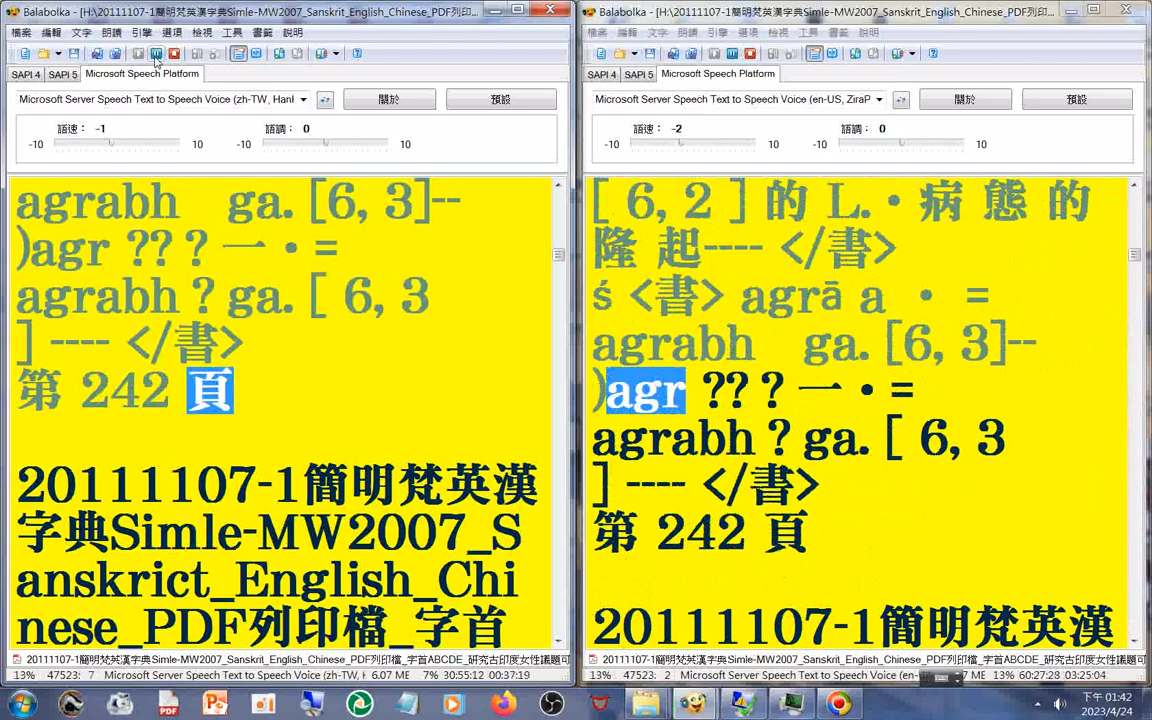 Balabolka - [H:\20111107-1簡明梵英漢字典Simle-MW2007_Sanskrit_English_Chinese_PDF列印...
檔案 編輯 文字 朗讀 引擎 選項 檢視 工具 書籤 說明
SAPI 4 SAPI 5 Microsoft Speech Platform
Microsoft Server Speech Text to Speech Voice (zh-TW, Hanl
關於 預設
語速： -1 語調： 0
-10 10 -10 10
agrabh ga. [6, 3]--
)agr ?? ? 一 • =
agrabh ? ga. [ 6, 3
] ---- </書>
第 242 頁
20111107-1簡明梵英漢
字典Simle-MW2007_S
anskrict_English_Chi
nese_PDF列印檔_字首
20111107-1簡明梵英漢字典Simle-MW2007_Sanskrit_English_Chinese_PDF列印檔_字首ABCDE_研究古印度女性議題可
13% 47523: 7 Microsoft Server Speech Text to Speech Voice (zh-TW, H 6.07 ME 7% 30:55:12 00:37:19
Balabolka - [H:\20111107-1簡明梵英漢字典Simle-MW2007_Sanskrit_English_Chinese_PDF列印...
檔案 編輯 文字 朗讀 引擎 選項 檢視 工具 書籤 說明
SAPI 4 SAPI 5 Microsoft Speech Platform
Microsoft Server Speech Text to Speech Voice (en-US, ZiraP
關於 預設
語速： -2 語調： 0
-10 10 -10 10
[ 6, 2 ] 的 L.• 病 態 的
隆 起---- </書>
ś <書> agrā a • =
agrabh ga. [6, 3]--
)agr ?? ? 一 • =
agrabh ? ga. [ 6, 3
] ---- </書>
第 242 頁
20111107-1簡明梵英漢
20111107-1簡明梵英漢字典Simle-MW2007_Sanskrit_English_Chinese_PDF列印檔_字首ABCDE_研究古印度女性議題可
13% 47523: 2 Microsoft Server Speech Text to Speech Voice (en- ME 13% 60:27:28 03:25:04
下午 01:42
2023/4/24